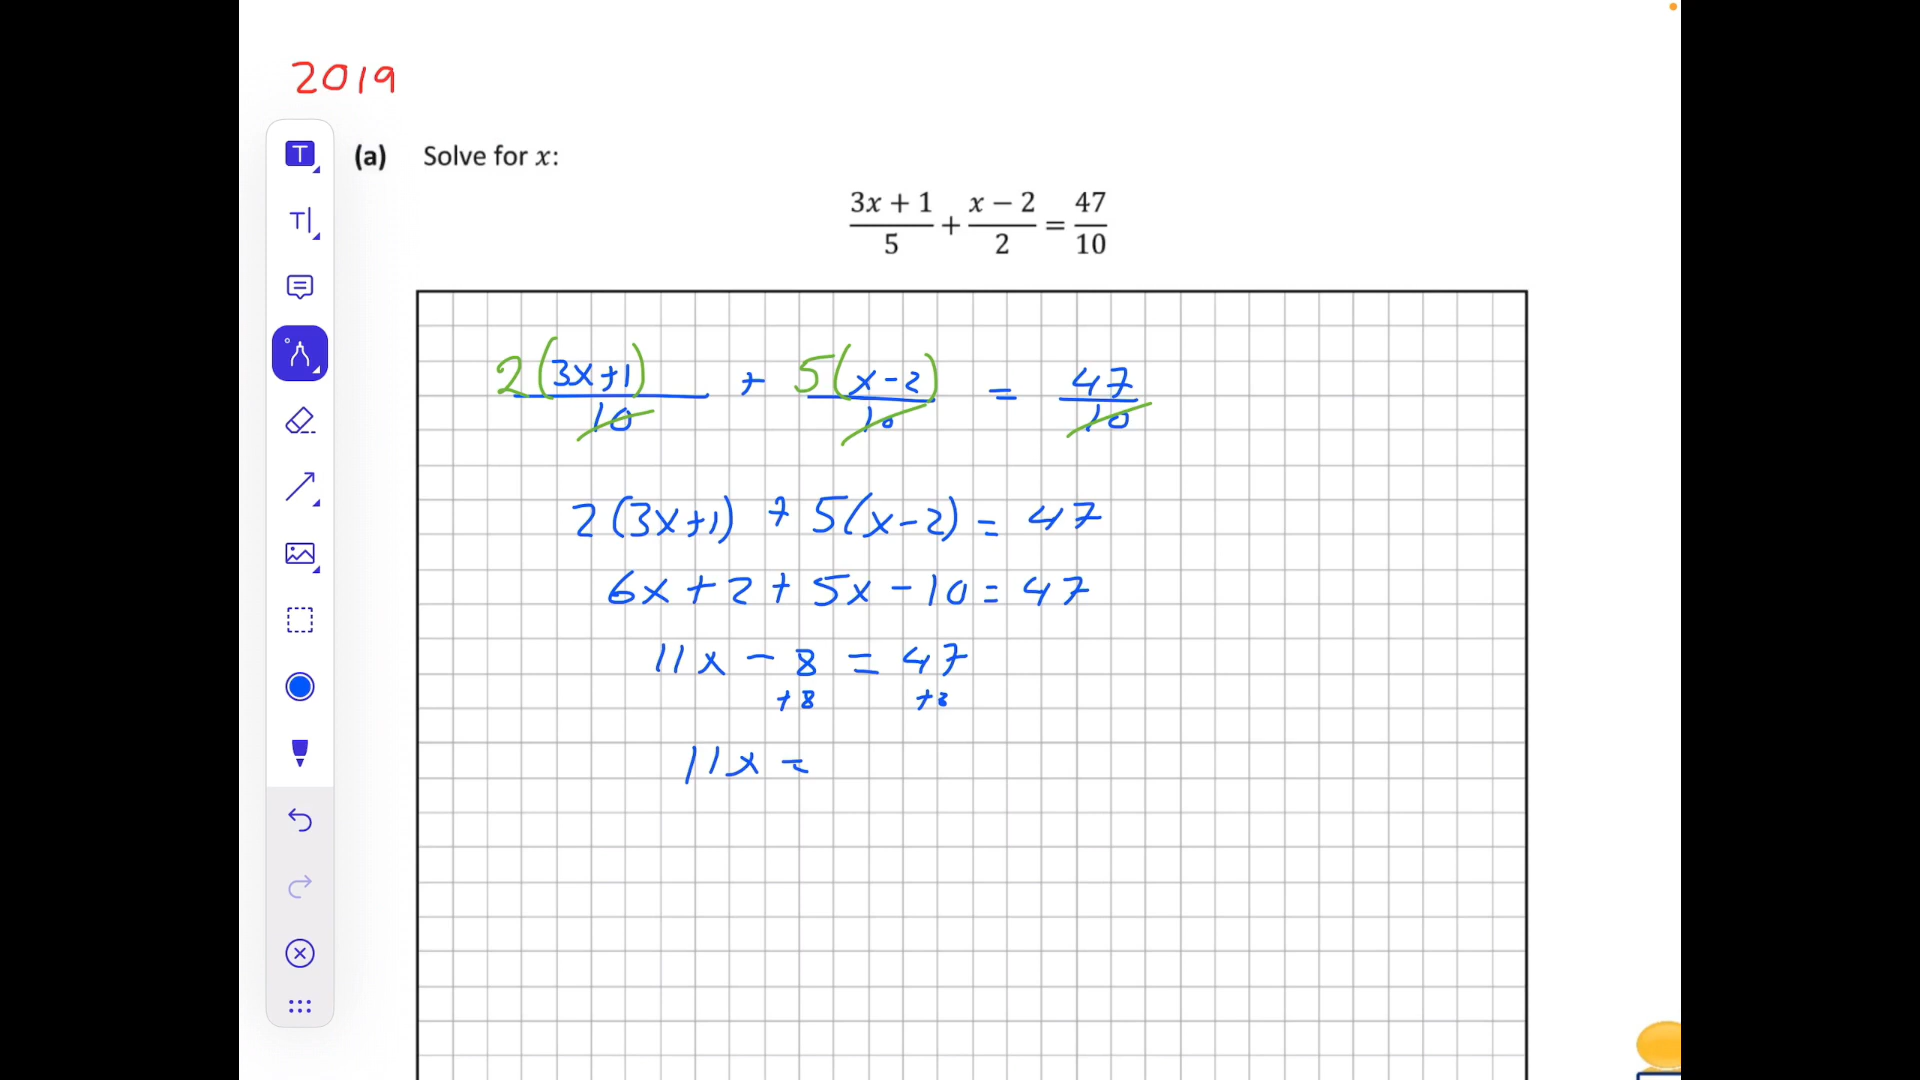 2019
(a) Solve for x:
3x + 1 / 5 + x − 2 / 2 = 47 / 10
2(3x+1) / 10 + 5(x-2) / 10 = 47 / 10
2(3x+1) + 5(x-2) = 47
6x + 2 + 5x - 10 = 47
11x - 8 = 47
+8 +8
11x =